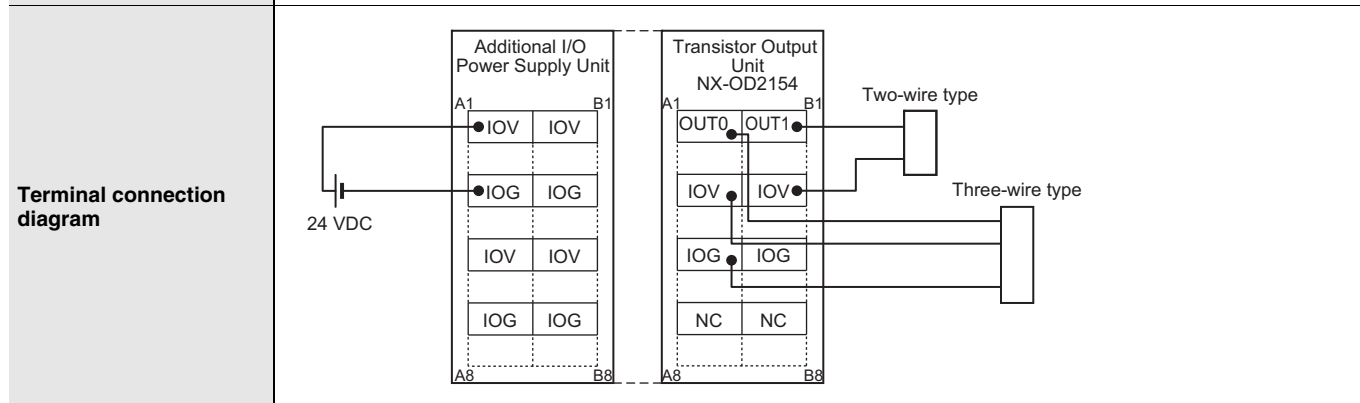 Terminal connection
diagram
24 VDC
Additional I/O
Power Supply Unit
A1 B1
IOV IOV
IOG IOG
IOV IOV
IOG IOG
A8 B8
Transistor Output
Unit
NX-OD2154
A1 B1
OUT0 OUT1
IOV IOV
IOG IOG
NC NC
A8 B8
Two-wire type
Three-wire type